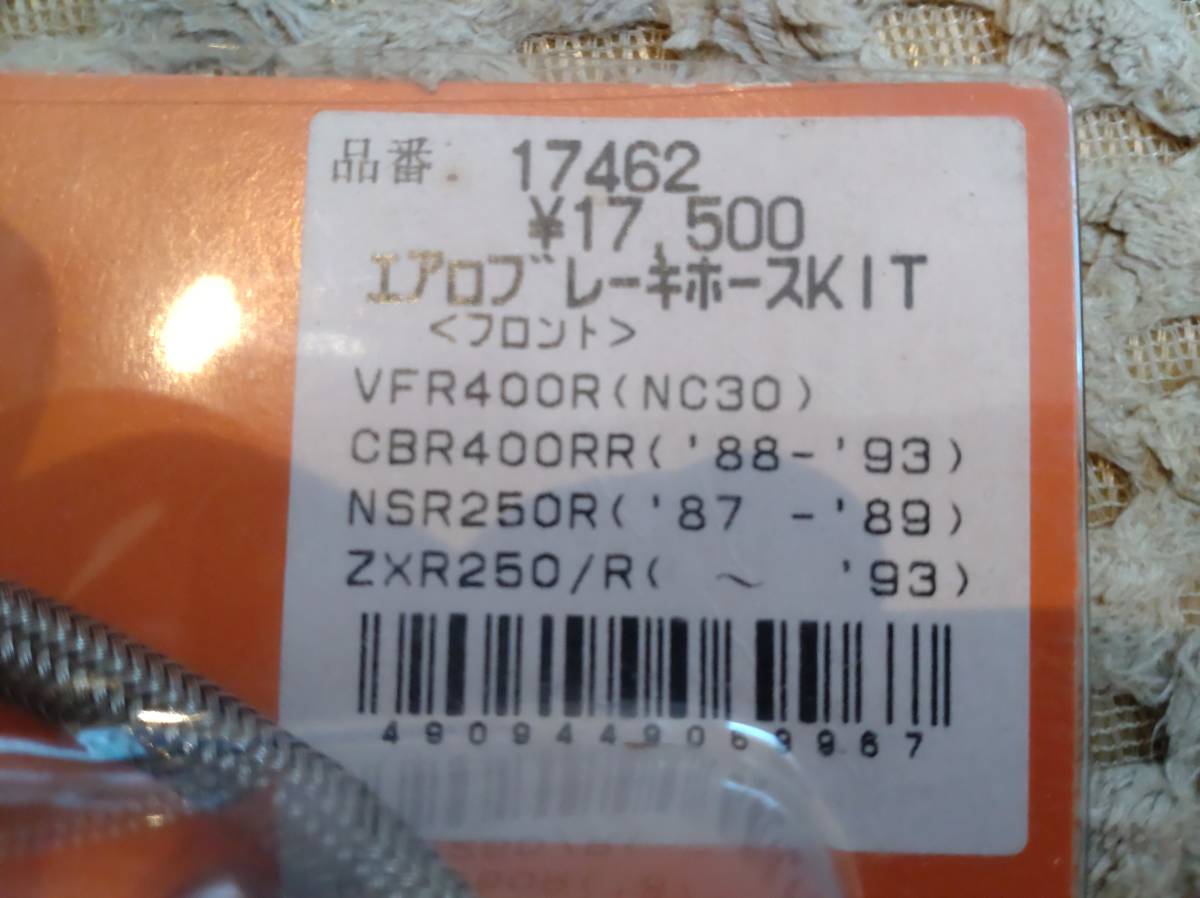 品番. 17462
¥17,500
エアロブレーキホースKIT
<フロント>
VFR400R(NC30)
CBR400RR('88-'93)
NSR250R('87 -'89)
ZXR250/R( ~ '93)